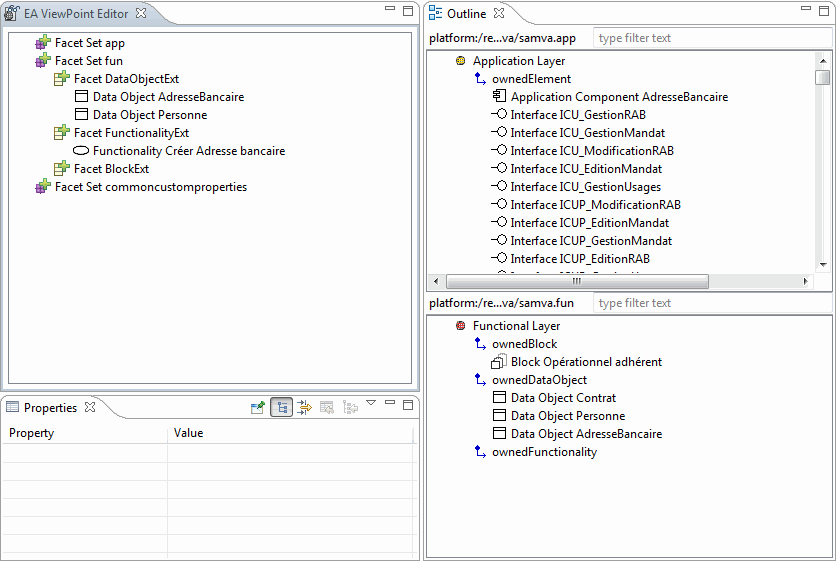 EA ViewPoint Editor
Facet Set app
Facet Set fun
Facet DataObjectExt
Data Object AdresseBancaire
Data Object Personne
Facet FunctionalityExt
Functionality Créer Adresse bancaire
Facet BlockExt
Facet Set commoncustomproperties
Properties
Property Value
Outline
platform:/re...va/samva.app type filter text
Application Layer
ownedElement
Application Component AdresseBancaire
Interface ICU_GestionRAB
Interface ICU_GestionMandat
Interface ICU_ModificationRAB
Interface ICU_EditionMandat
Interface ICU_GestionUsages
Interface ICUP_ModificationRAB
Interface ICUP_EditionMandat
Interface ICUP_GestionMandat
Interface ICUP_EditionRAB
platform:/re...va/samva.fun type filter text
Functional Layer
ownedBlock
Block Opérationnel adhérent
ownedDataObject
Data Object Contrat
Data Object Personne
Data Object AdresseBancaire
ownedFunctionality